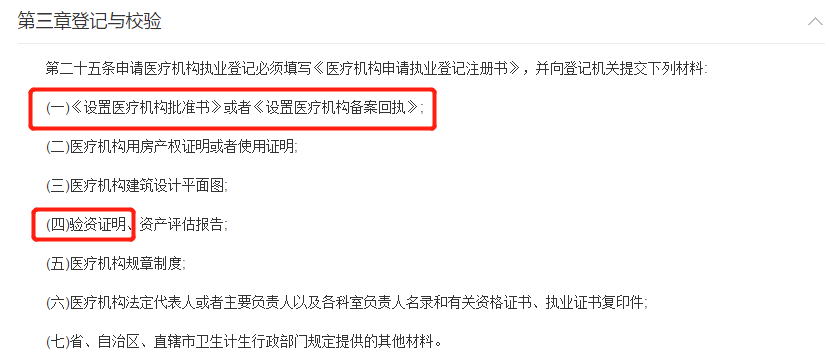 第三章登记与校验
第二十五条申请医疗机构执业登记必须填写《医疗机构申请执业登记注册书》，并向登记机关提交下列材料:
(一)《设置医疗机构批准书》或者《设置医疗机构备案回执》;
(二)医疗机构用房产权证明或者使用证明;
(三)医疗机构建筑设计平面图;
(四)验资证明、资产评估报告;
(五)医疗机构规章制度;
(六)医疗机构法定代表人或者主要负责人以及各科室负责人名录和有关资格证书、执业证书复印件;
(七)省、自治区、直辖市卫生计生行政部门规定提供的其他材料。